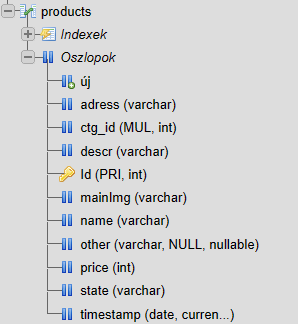 products
Indexek
Oszlopok
új
adress (varchar)
ctg_id (MUL, int)
descr (varchar)
Id (PRI, int)
mainImg (varchar)
name (varchar)
other (varchar, NULL, nullable)
price (int)
state (varchar)
timestamp (date, curren...)